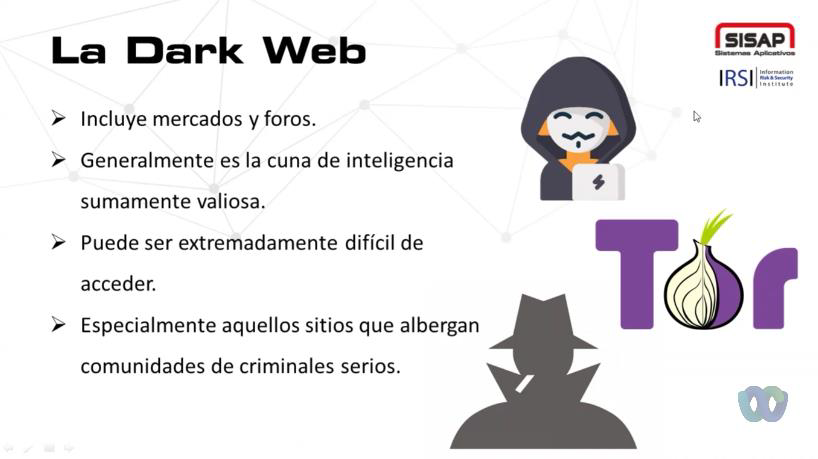 La Dark Web
SISAP
Sistemas Aplicativos
IRSI Information
Risk & Security
Institute
Incluye mercados y foros.
Generalmente es la cuna de inteligencia
sumamente valiosa.
Puede ser extremadamente difícil de
acceder.
Especialmente aquellos sitios que albergan
comunidades de criminales serios.
Tor